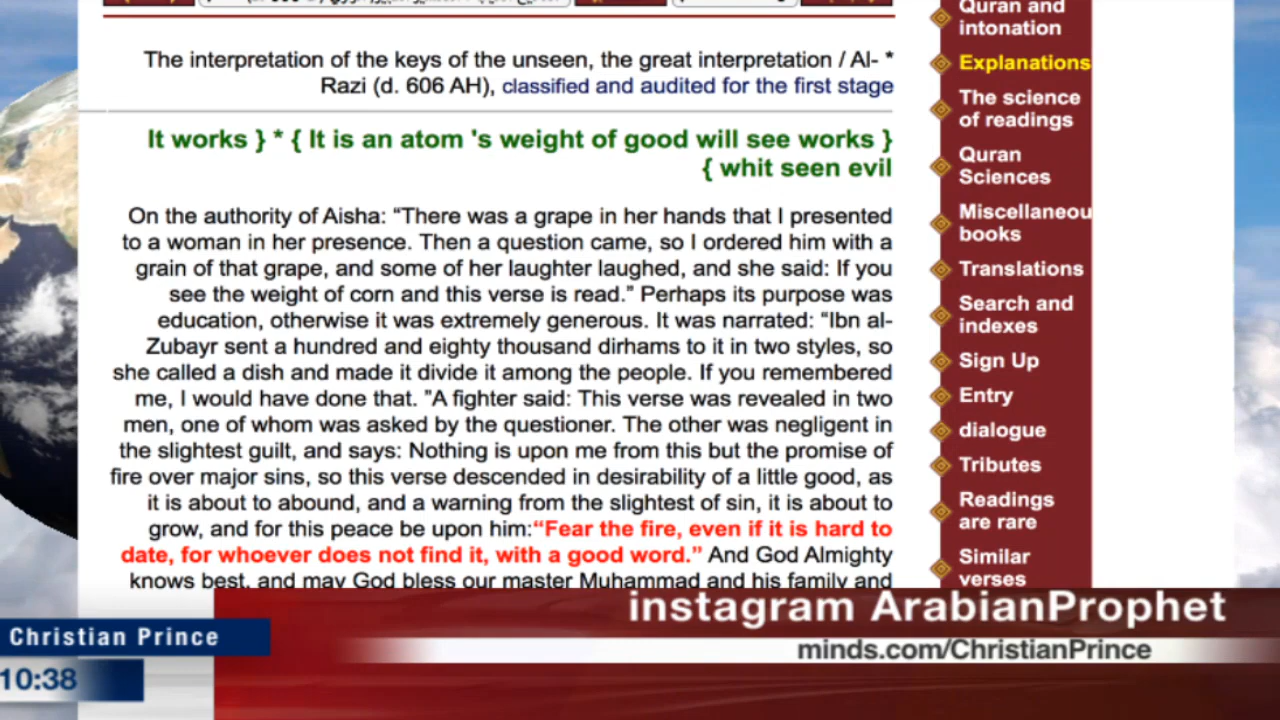 The interpretation of the keys of the unseen, the great interpretation / Al- *
Razi (d. 606 AH), classified and audited for the first stage
It works } * { It is an atom 's weight of good will see works }
{ whit seen evil
On the authority of Aisha: “There was a grape in her hands that I presented
to a woman in her presence. Then a question came, so I ordered him with a
grain of that grape, and some of her laughter laughed, and she said: If you
see the weight of corn and this verse is read.” Perhaps its purpose was
education, otherwise it was extremely generous. It was narrated: “Ibn al-
Zubayr sent a hundred and eighty thousand dirhams to it in two styles, so
she called a dish and made it divide it among the people. If you remembered
me, I would have done that. ”A fighter said: This verse was revealed in two
men, one of whom was asked by the questioner. The other was negligent in
the slightest guilt, and says: Nothing is upon me from this but the promise of
fire over major sins, so this verse descended in desirability of a little good, as
it is about to abound, and a warning from the slightest of sin, it is about to
grow, and for this peace be upon him:“Fear the fire, even if it is hard to
date, for whoever does not find it, with a good word.” And God Almighty
knows best, and may God bless our master Muhammad and his family and
Quran and
intonation
Explanations
The science
of readings
Quran
Sciences
Miscellaneou
books
Translations
Search and
indexes
Sign Up
Entry
dialogue
Tributes
Readings
are rare
Similar
verses
instagram ArabianProphet
minds.com/ChristianPrince
Christian Prince
10:38